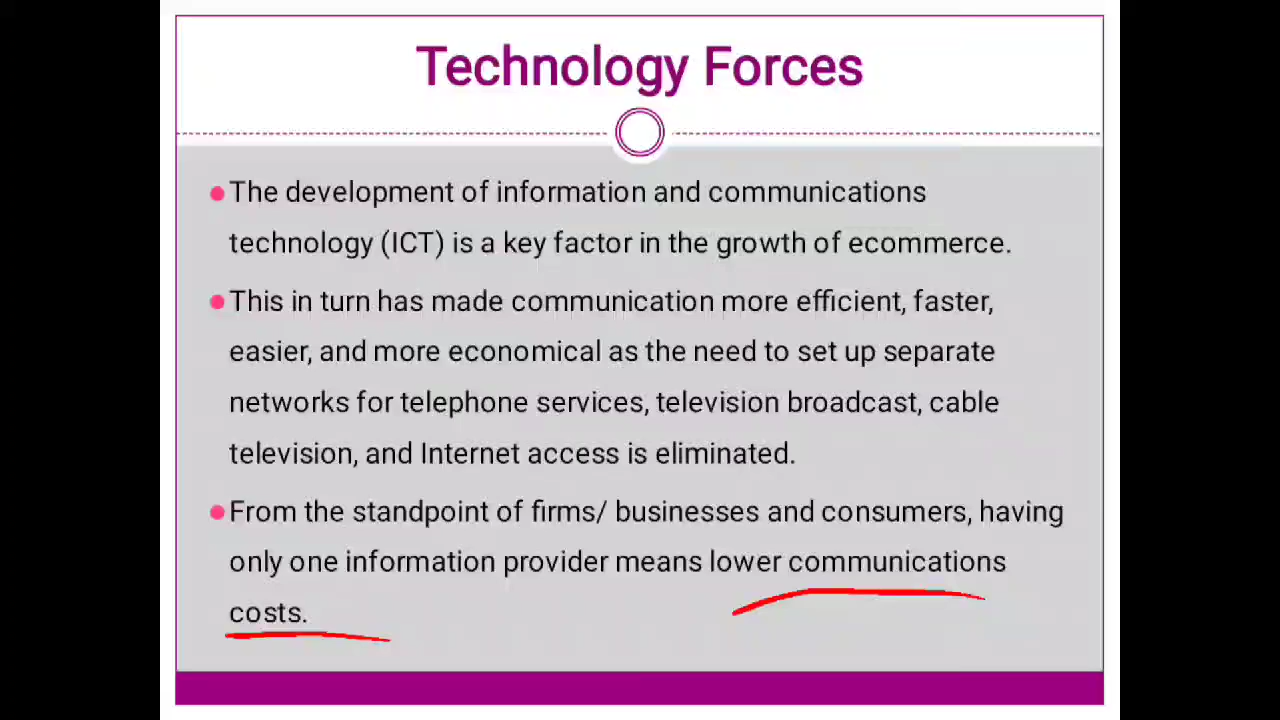 Technology Forces
The development of information and communications
technology (ICT) is a key factor in the growth of ecommerce.
This in turn has made communication more efficient, faster,
easier, and more economical as the need to set up separate
networks for telephone services, television broadcast, cable
television, and Internet access is eliminated.
From the standpoint of firms/ businesses and consumers, having
only one information provider means lower communications
costs.